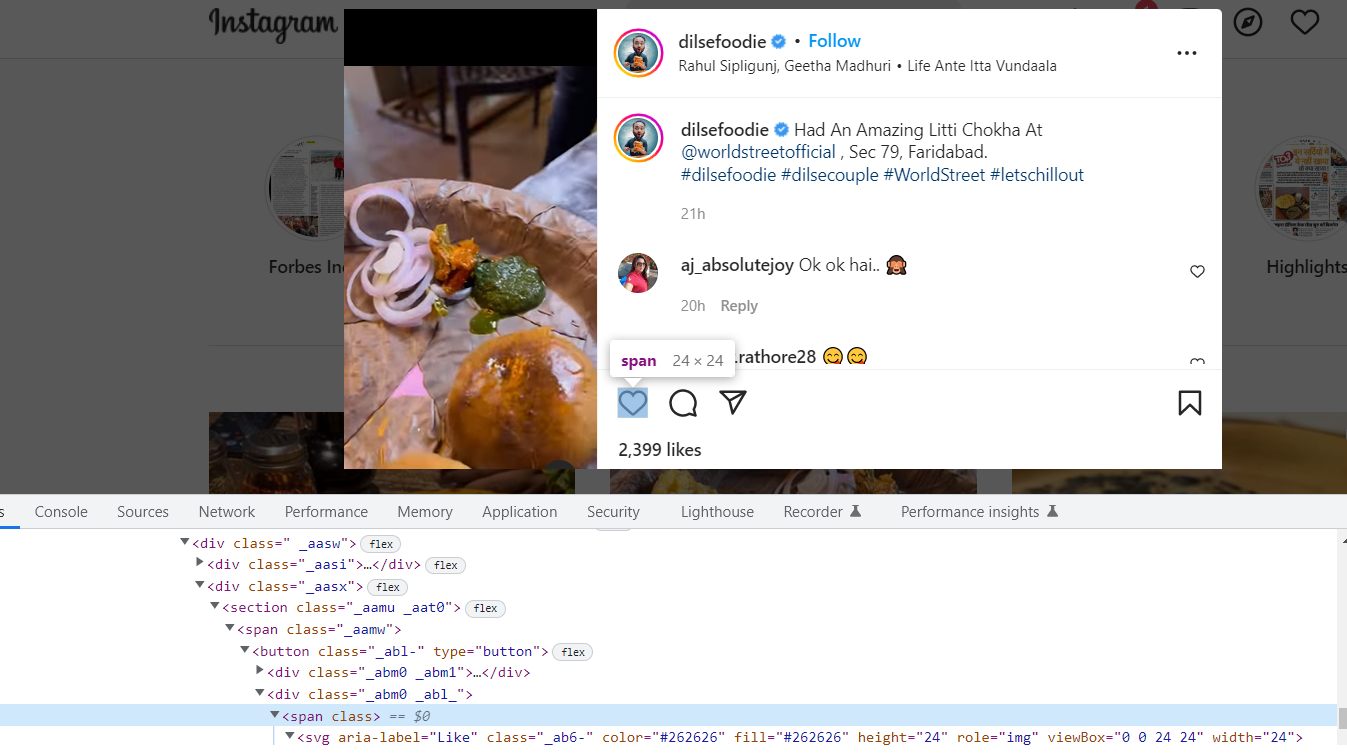 Instagram
dilsefoodie • Follow
Rahul Sipligunj, Geetha Madhuri • Life Ante Itta Vundaala
dilsefoodie Had An Amazing Litti Chokha At
@worldstreetofficial , Sec 79, Faridabad.
#dilsefoodie #dilsecouple #WorldStreet #letschillout
21h
Forbes
aj_absolutejoy Ok ok hai.. 🙊
20h Reply
Highlights
.rathore28 😋😋
span 24 × 24
2,399 likes
Console Sources Network Performance Memory Application Security Lighthouse Recorder Performance insights
▼<div class=" _aasw"> flex
▶<div class="_aasi">…</div> flex
▼<div class="_aasx"> flex
▼<section class="_aamu _aat0"> flex
▼<span class="_aamw">
▼<button class="_abl-" type="button"> flex
▶<div class="_abm0 _abm1">…</div>
▼<div class="_abm0 _abl_">
▼<span class> == $0
▼<svg aria-label="Like" class="_ab6-" color="#262626" fill="#262626" height="24" role="img" viewBox="0 0 24 24" width="24">